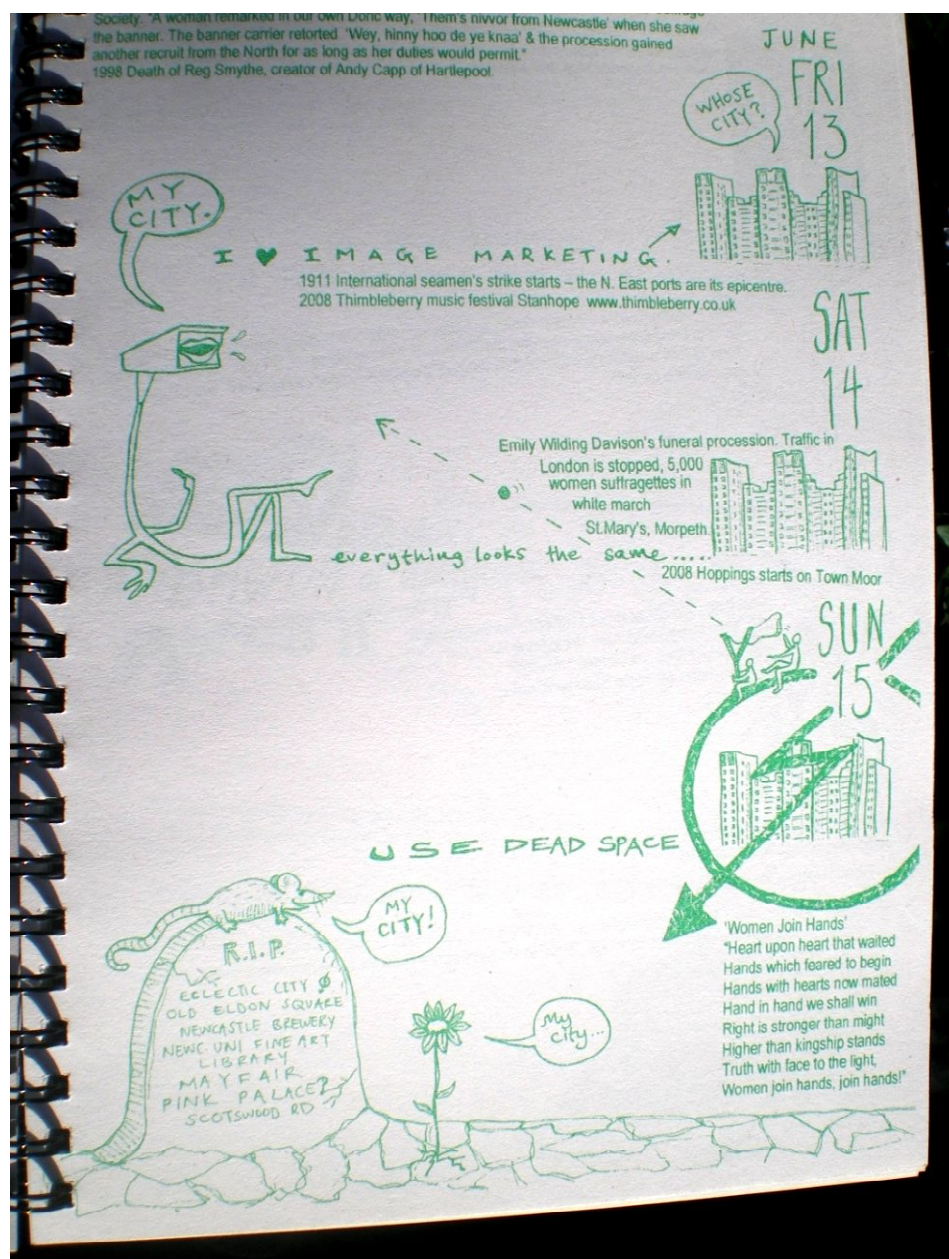 Society. "A woman remarked in our own Doric way, 'Them's nivvor from Newcastle' when she saw
the banner. The banner carrier retorted 'Wey, hinny hoo de ye knaa' & the procession gained
another recruit from the North for as long as her duties would permit."
1998 Death of Reg Smythe, creator of Andy Capp of Hartlepool.
JUNE
FRI
13
WHOSE
CITY?
MY
CITY.
I ♥ IMAGE MARKETING.
1911 International seamen's strike starts – the N. East ports are its epicentre.
2008 Thimbleberry music festival Stanhope www.thimbleberry.co.uk
SAT
14
Emily Wilding Davison's funeral procession. Traffic in
London is stopped, 5,000
women suffragettes in
white march
St.Mary's, Morpeth
everything looks the same.....
2008 Hoppings starts on Town Moor
SUN
15
USE DEAD SPACE
MY
CITY!
R.I.P.
ECLECTIC CITY
OLD ELDON SQUARE
NEWCASTLE BREWERY
NEWC. UNI FINE ART
LIBRARY
MAYFAIR
PINK PALACE?
SCOTSWOOD RD
My
city...
'Women Join Hands'
"Heart upon heart that waited
Hands which feared to begin
Hands with hearts now mated
Hand in hand we shall win
Right is stronger than might
Higher than kingship stands
Truth with face to the light,
Women join hands, join hands!"